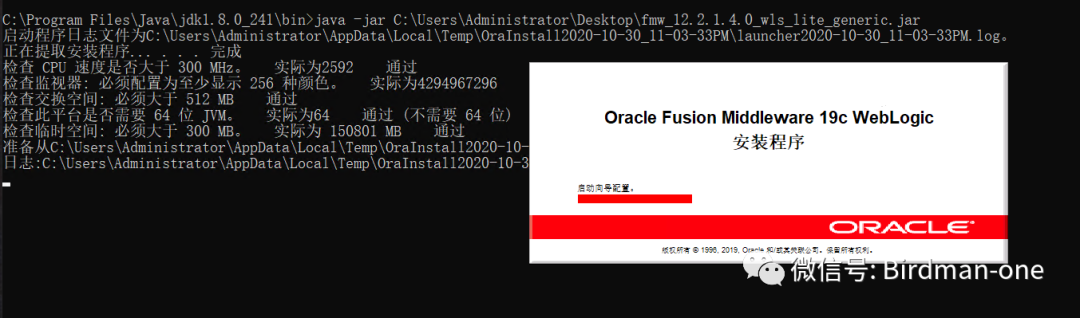 C:\Program Files\Java\jdk1.8.0_241\bin>java -jar C:\Users\Administrator\Desktop\fmw_12.2.1.4.0_wls_lite_generic.jar
启动程序日志文件为C:\Users\Administrator\AppData\Local\Temp\OraInstall2020-10-30_11-03-33PM\launcher2020-10-30_11-03-33PM.log。
正在提取安装程序. . . . . . 完成
检查 CPU 速度是否大于 300 MHz。 实际为2592 通过
检查监视器: 必须配置为至少显示 256 种颜色。 实际为4294967296
检查交换空间: 必须大于 512 MB 通过
检查此平台是否需要 64 位 JVM。 实际为64 通过 (不需要 64 位)
检查临时空间: 必须大于 300 MB。 实际为 150801 MB 通过
准备从C:\Users\Administrator\AppData\Local\Temp\OraInstall2020-10-
日志:C:\Users\Administrator\AppData\Local\Temp\OraInstall2020-10-3
Oracle Fusion Middleware 19c WebLogic
安装程序
启动向导配置。
ORACLE
版权所有 © 1996, 2019, Oracle 和/或其关联公司。保留所有权利。
微信号: Birdman-one